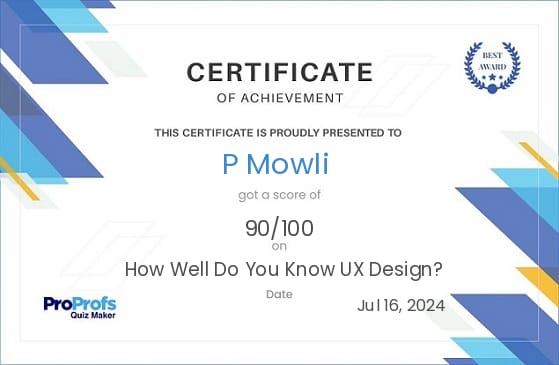 BEST
AWARD
CERTIFICATE
OF ACHIEVEMENT
THIS CERTIFICATE IS PROUDLY PRESENTED TO
P Mowli
got a score of
90/100
on
How Well Do You Know UX Design?
Date
Jul 16, 2024
ProProfs
Quiz Maker